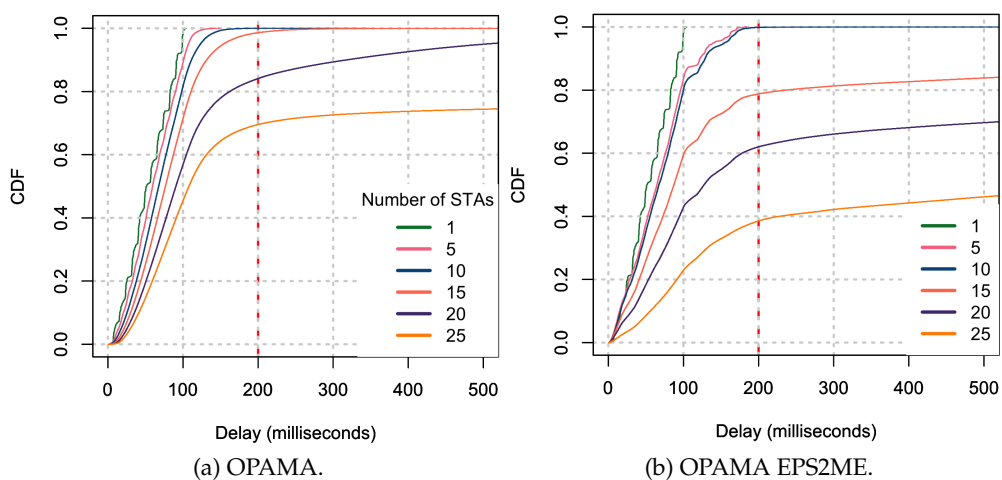 CDF
0.0 0.2 0.4 0.6 0.8 1.0
Number of STAs
1
5
10
15
20
25
0 100 200 300 400 500
Delay (milliseconds)
(a) OPAMA.
CDF
0.0 0.2 0.4 0.6 0.8 1.0
1
5
10
15
20
25
0 100 200 300 400 500
Delay (milliseconds)
(b) OPAMA EPS2ME.